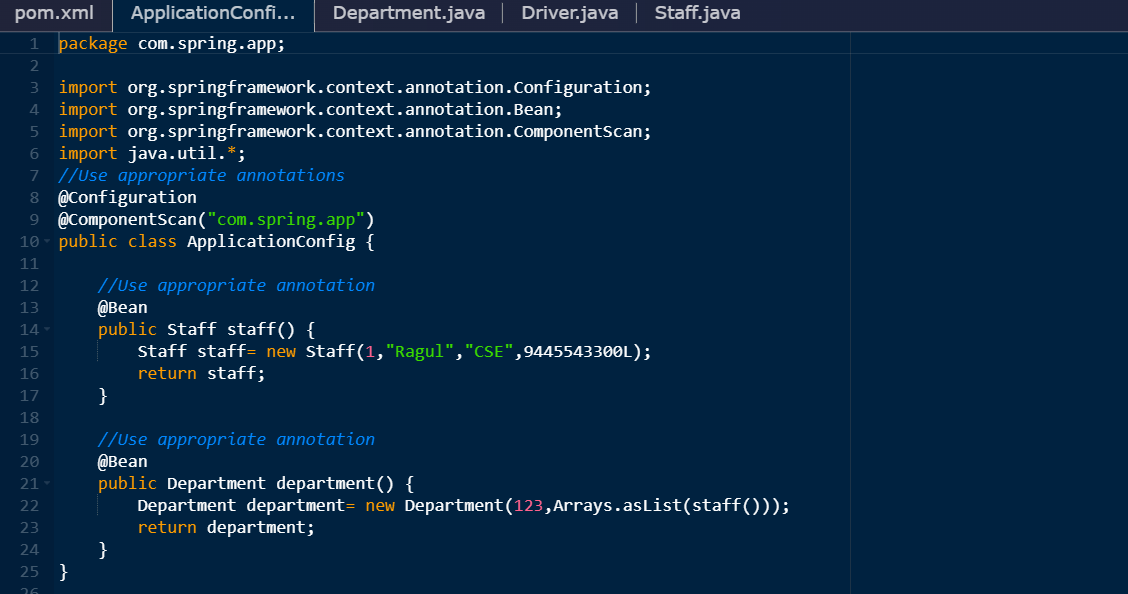 pom.xml ApplicationConfi... Department.java Driver.java Staff.java
1 package com.spring.app;
2
3 import org.springframework.context.annotation.Configuration;
4 import org.springframework.context.annotation.Bean;
5 import org.springframework.context.annotation.ComponentScan;
6 import java.util.*;
7 //Use appropriate annotations
8 @Configuration
9 @ComponentScan("com.spring.app")
10 public class ApplicationConfig {
11
12     //Use appropriate annotation
13     @Bean
14     public Staff staff() {
15         Staff staff= new Staff(1,"Ragul","CSE",9445543300L);
16         return staff;
17     }
18
19     //Use appropriate annotation
20     @Bean
21     public Department department() {
22         Department department= new Department(123,Arrays.asList(staff()));
23         return department;
24     }
25 }
26